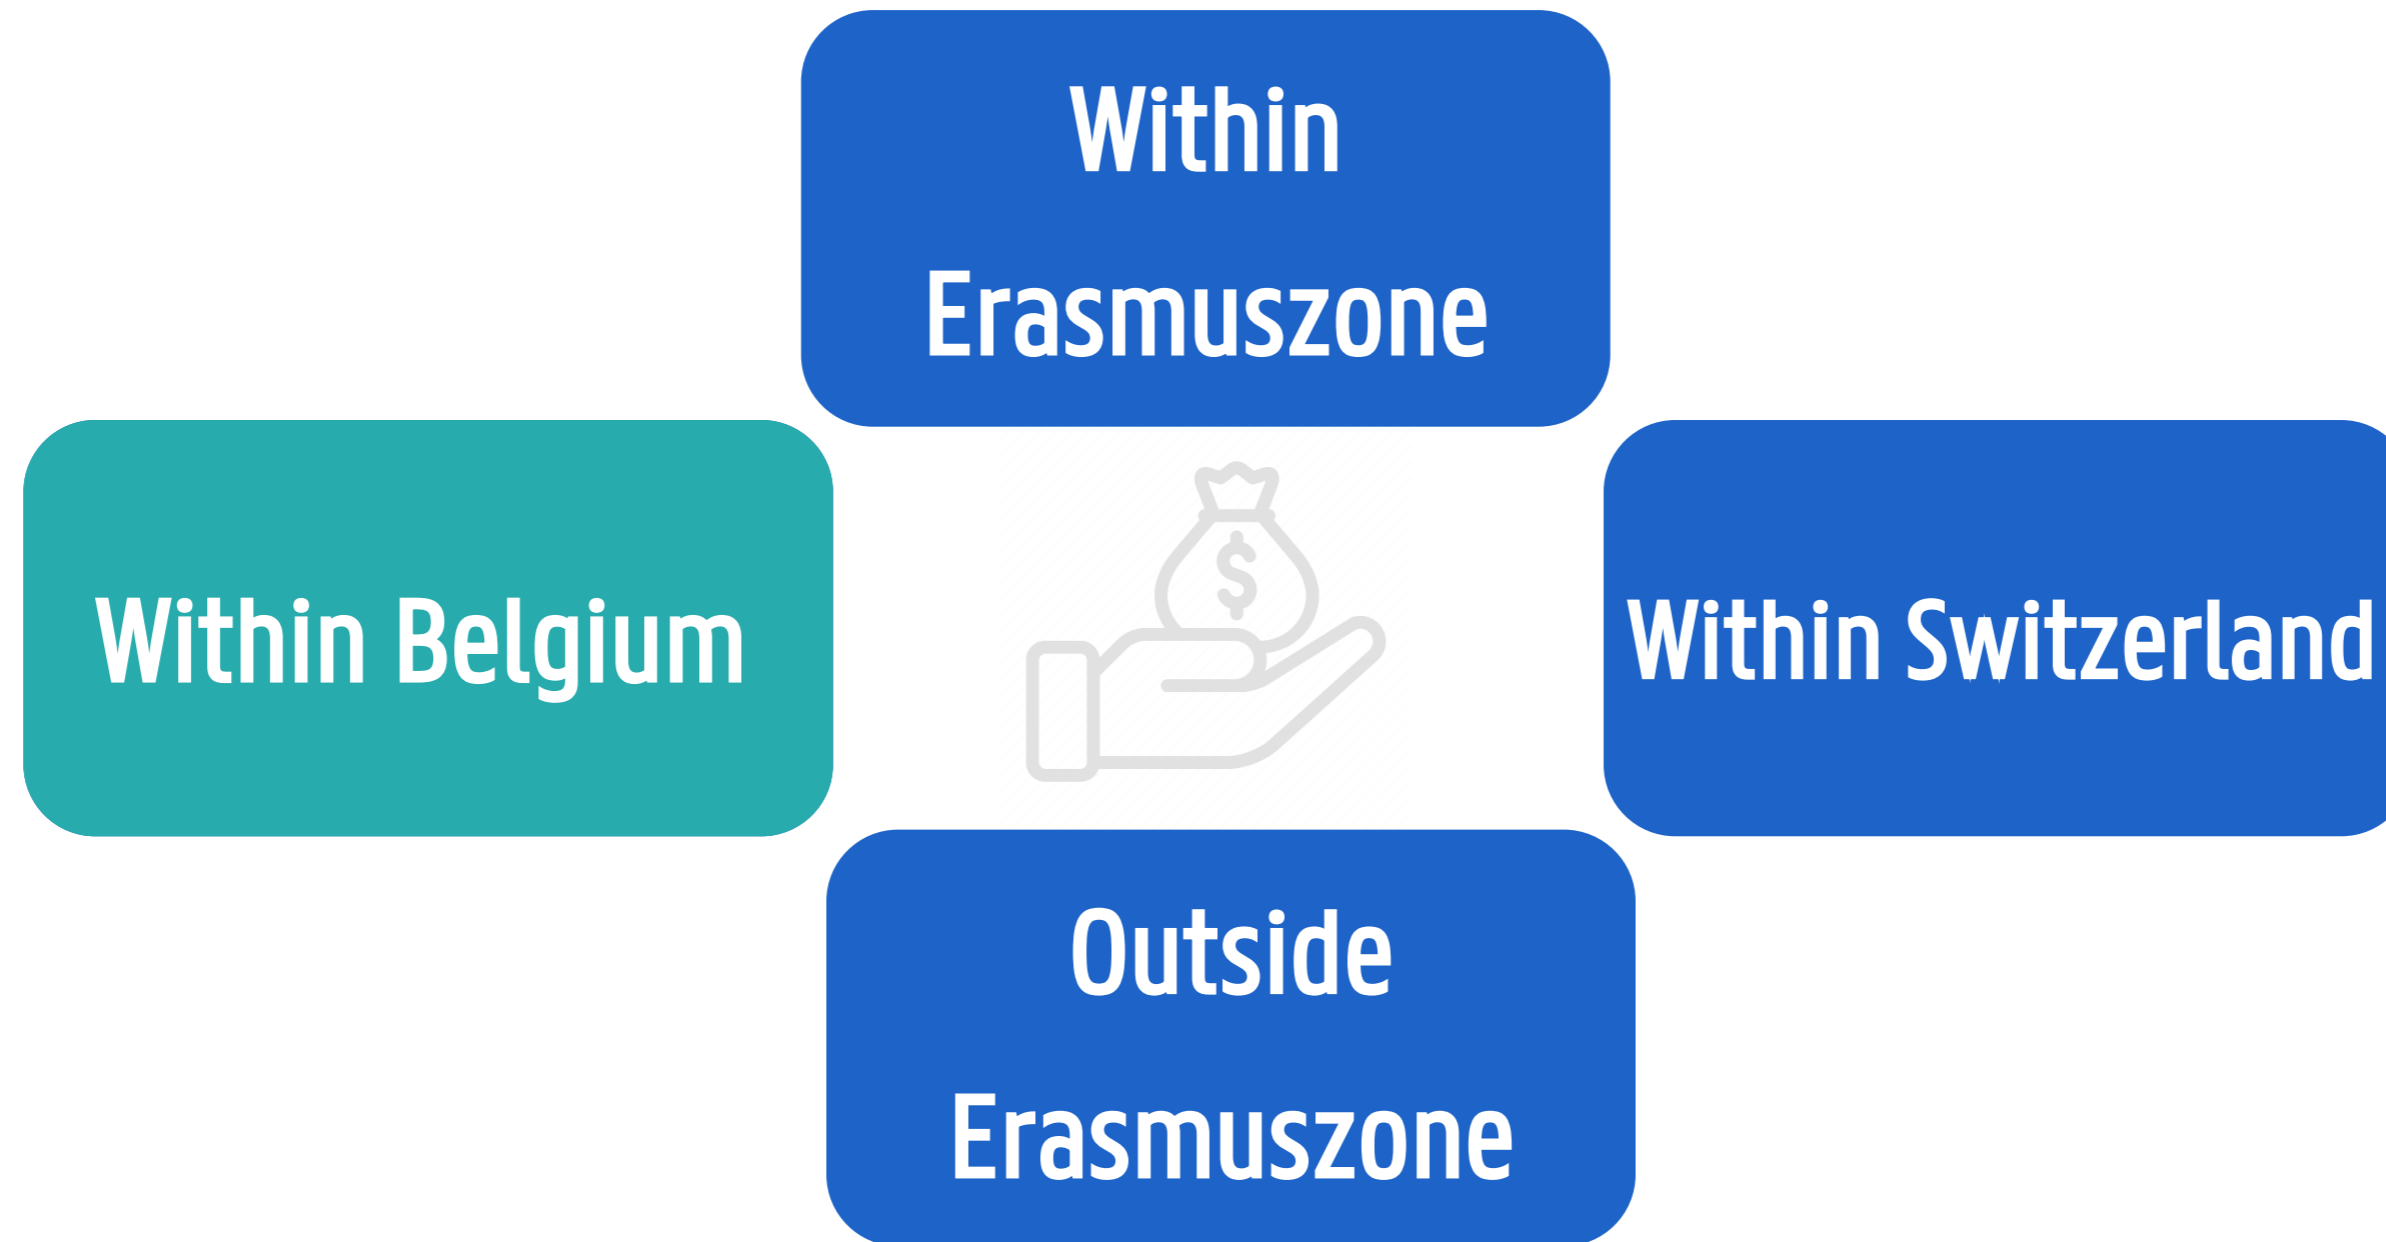 Within
Erasmuszone
Within Belgium
$
Within Switzerland
Outside
Erasmuszone